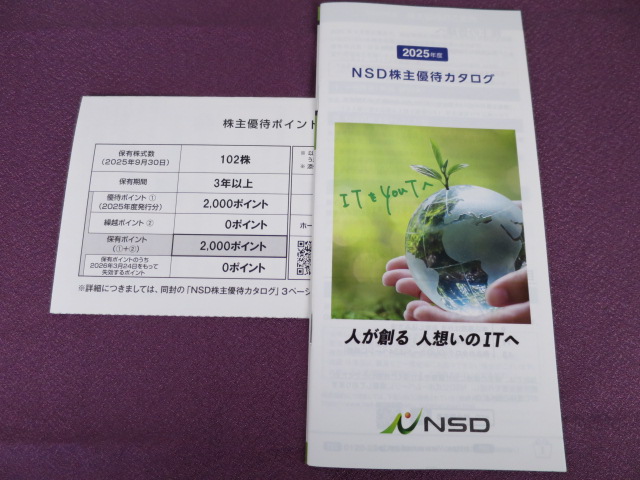 株主優待ポイント
保有株式数
(2025年9月30日)
102株
保有期間
3年以上
優待ポイント ①
(2025年度発行分)
2,000ポイント
繰越ポイント ②
0ポイント
保有ポイント
(①+②)
2,000ポイント
保有ポイントのうち
2026年3月24日をもって
失効するポイント
0ポイント
ホー
※詳細につきましては、同封の「NSD株主優待カタログ」3ページ
2025年度
NSD株主優待カタログ
ITをyouTへ
人が創る 人想いのITへ
NSD